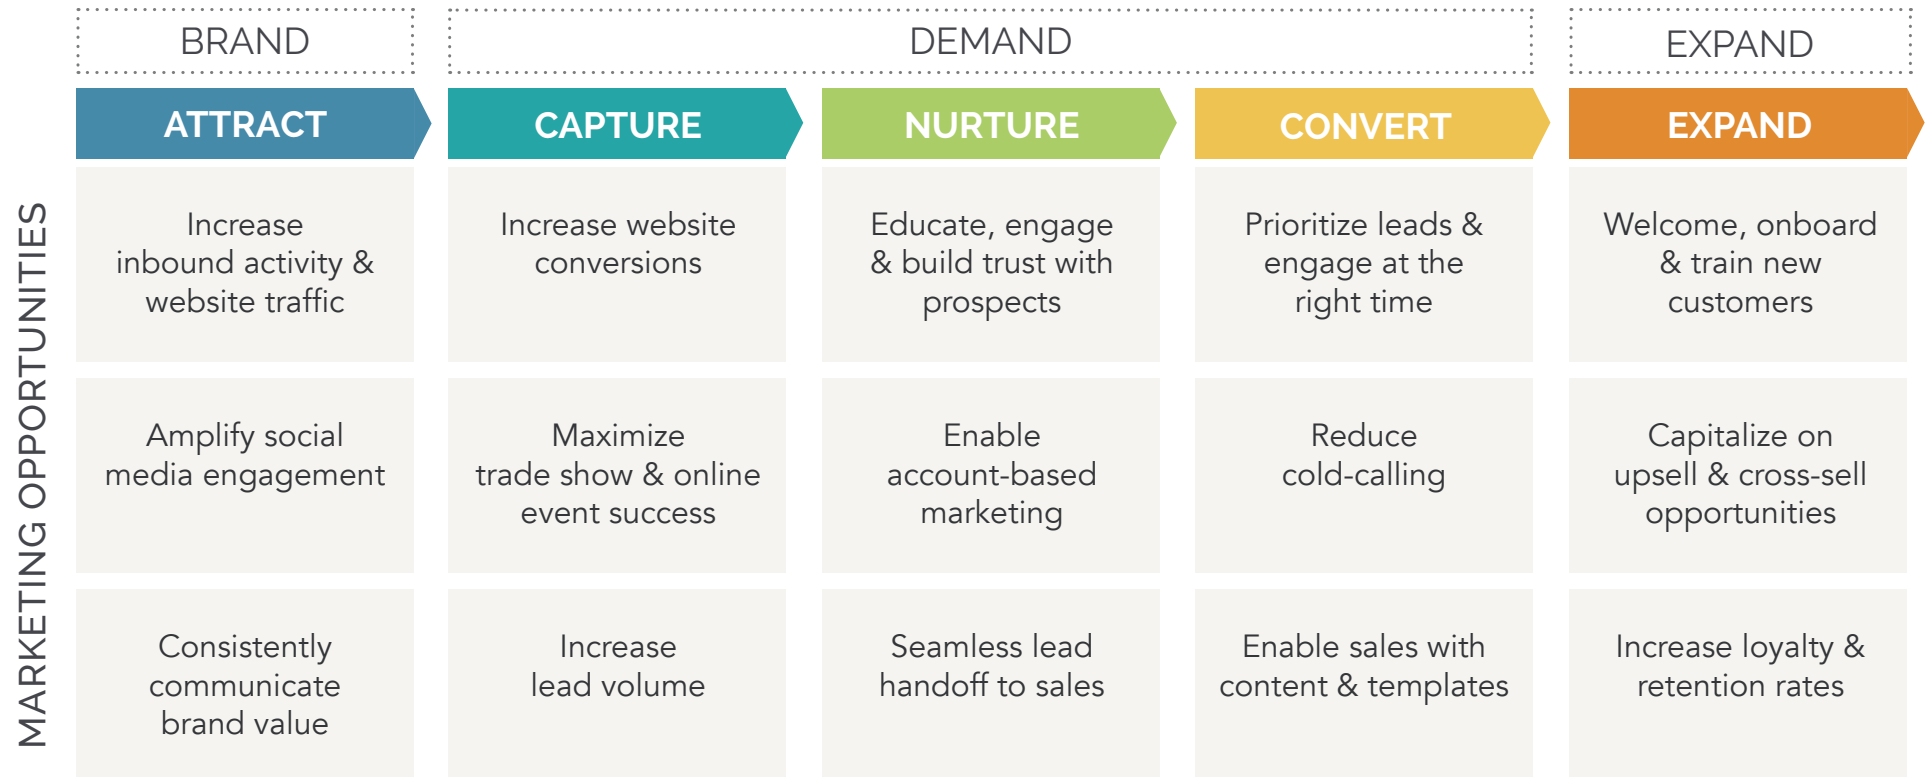 BRAND
DEMAND
EXPAND
ATTRACT
CAPTURE
NURTURE
CONVERT
EXPAND
MARKETING OPPORTUNITIES
Increase
inbound activity &
website traffic
Increase website
conversions
Educate, engage
& build trust with
prospects
Prioritize leads &
engage at the
right time
Welcome, onboard
& train new
customers
Amplify social
media engagement
Maximize
trade show & online
event success
Enable
account-based
marketing
Reduce
cold-calling
Capitalize on
upsell & cross-sell
opportunities
Consistently
communicate
brand value
Increase
lead volume
Seamless lead
handoff to sales
Enable sales with
content & templates
Increase loyalty &
retention rates